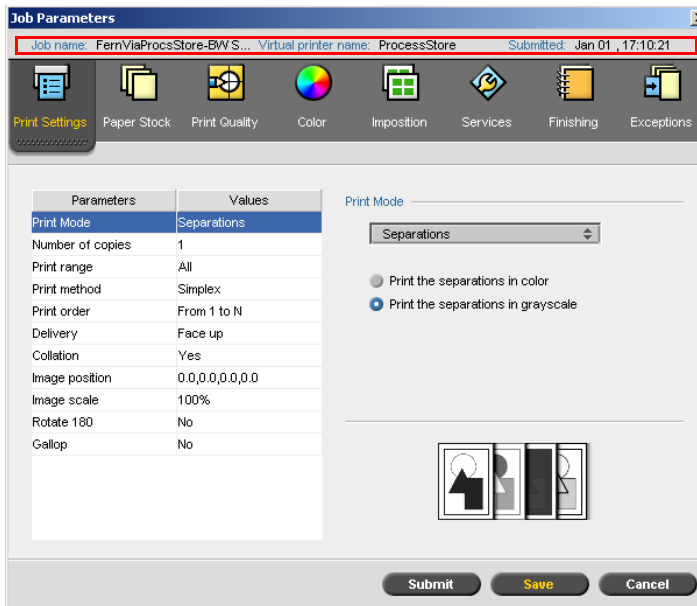 Job Parameters
Job name: FernViaProcsStore-BW S... Virtual printer name: ProcessStore Submitted: Jan 01 , 17:10:21
Print Settings Paper Stock Print Quality Color Imposition Services Finishing Exceptions
Parameters Values
Print Mode Separations
Number of copies 1
Print range All
Print method Simplex
Print order From 1 to N
Delivery Face up
Collation Yes
Image position 0.0,0.0,0.0,0.0
Image scale 100%
Rotate 180 No
Gallop No
Print Mode
Separations
Print the separations in color
Print the separations in grayscale
Submit Save Cancel